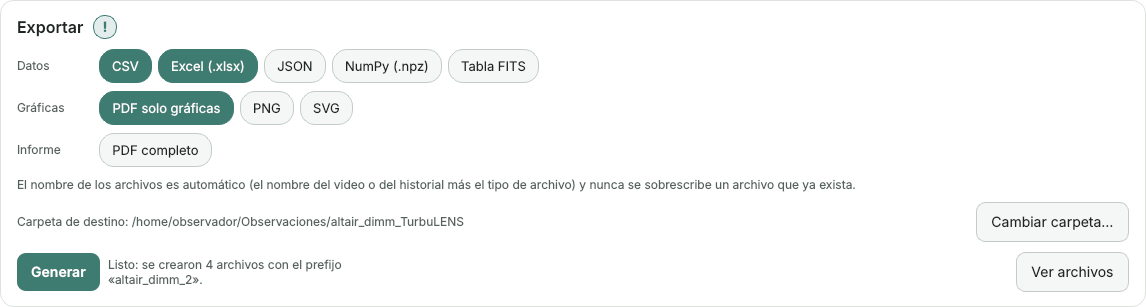 Exportar !
Datos CSV Excel (.xlsx) JSON NumPy (.npz) Tabla FITS
Gráficas PDF solo gráficas PNG SVG
Informe PDF completo
El nombre de los archivos es automático (el nombre del video o del historial más el tipo de archivo) y nunca se sobrescribe un archivo que ya exista.
Carpeta de destino: /home/observador/Observaciones/altair_dimm_TurbuLENS Cambiar carpeta...
Generar Listo: se crearon 4 archivos con el prefijo
«altair_dimm_2». Ver archivos